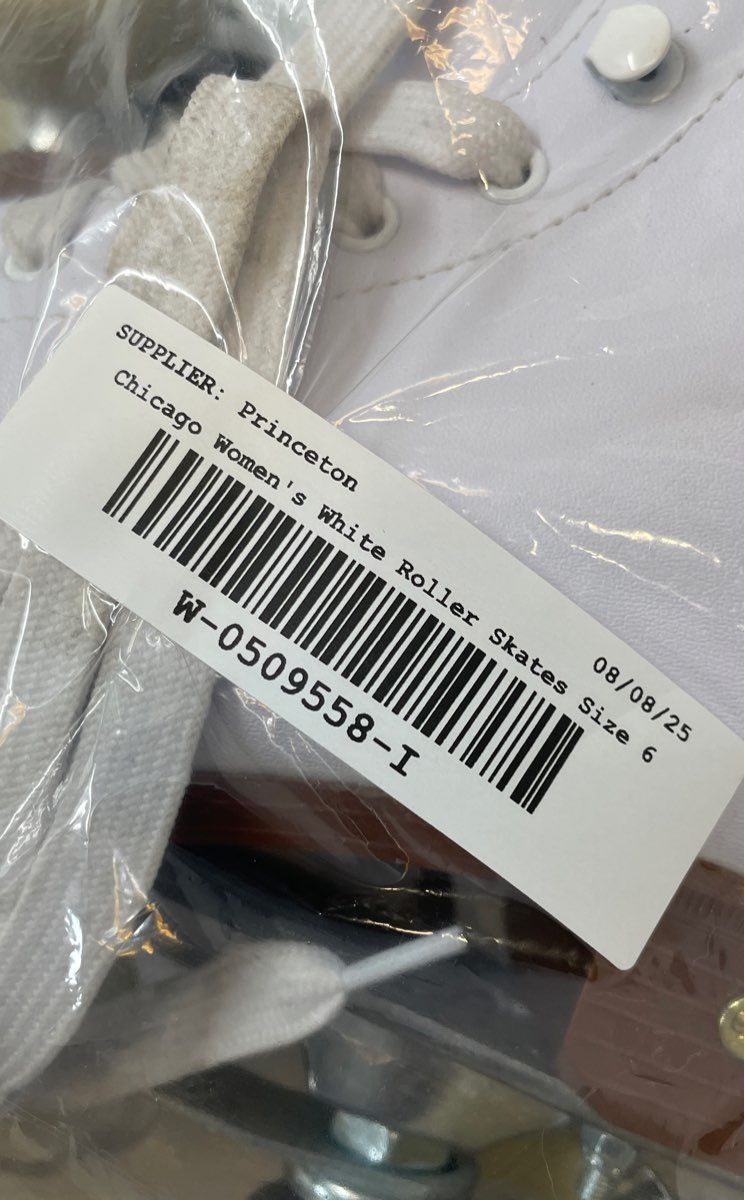 SUPPLIER: Princeton
08/08/25
Chicago Women's White Roller Skates Size 6
W-0509558-I